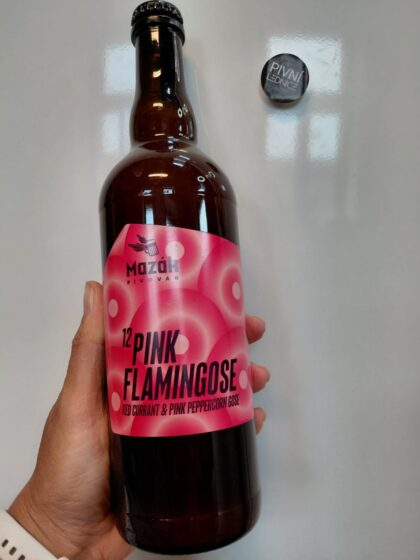 PIVNÍ
LEDNICE
Mazák
PIVOVAR
12 PINK
FLAMINGOSE
RED CURRANT & PINK PEPPERCORN GOSE